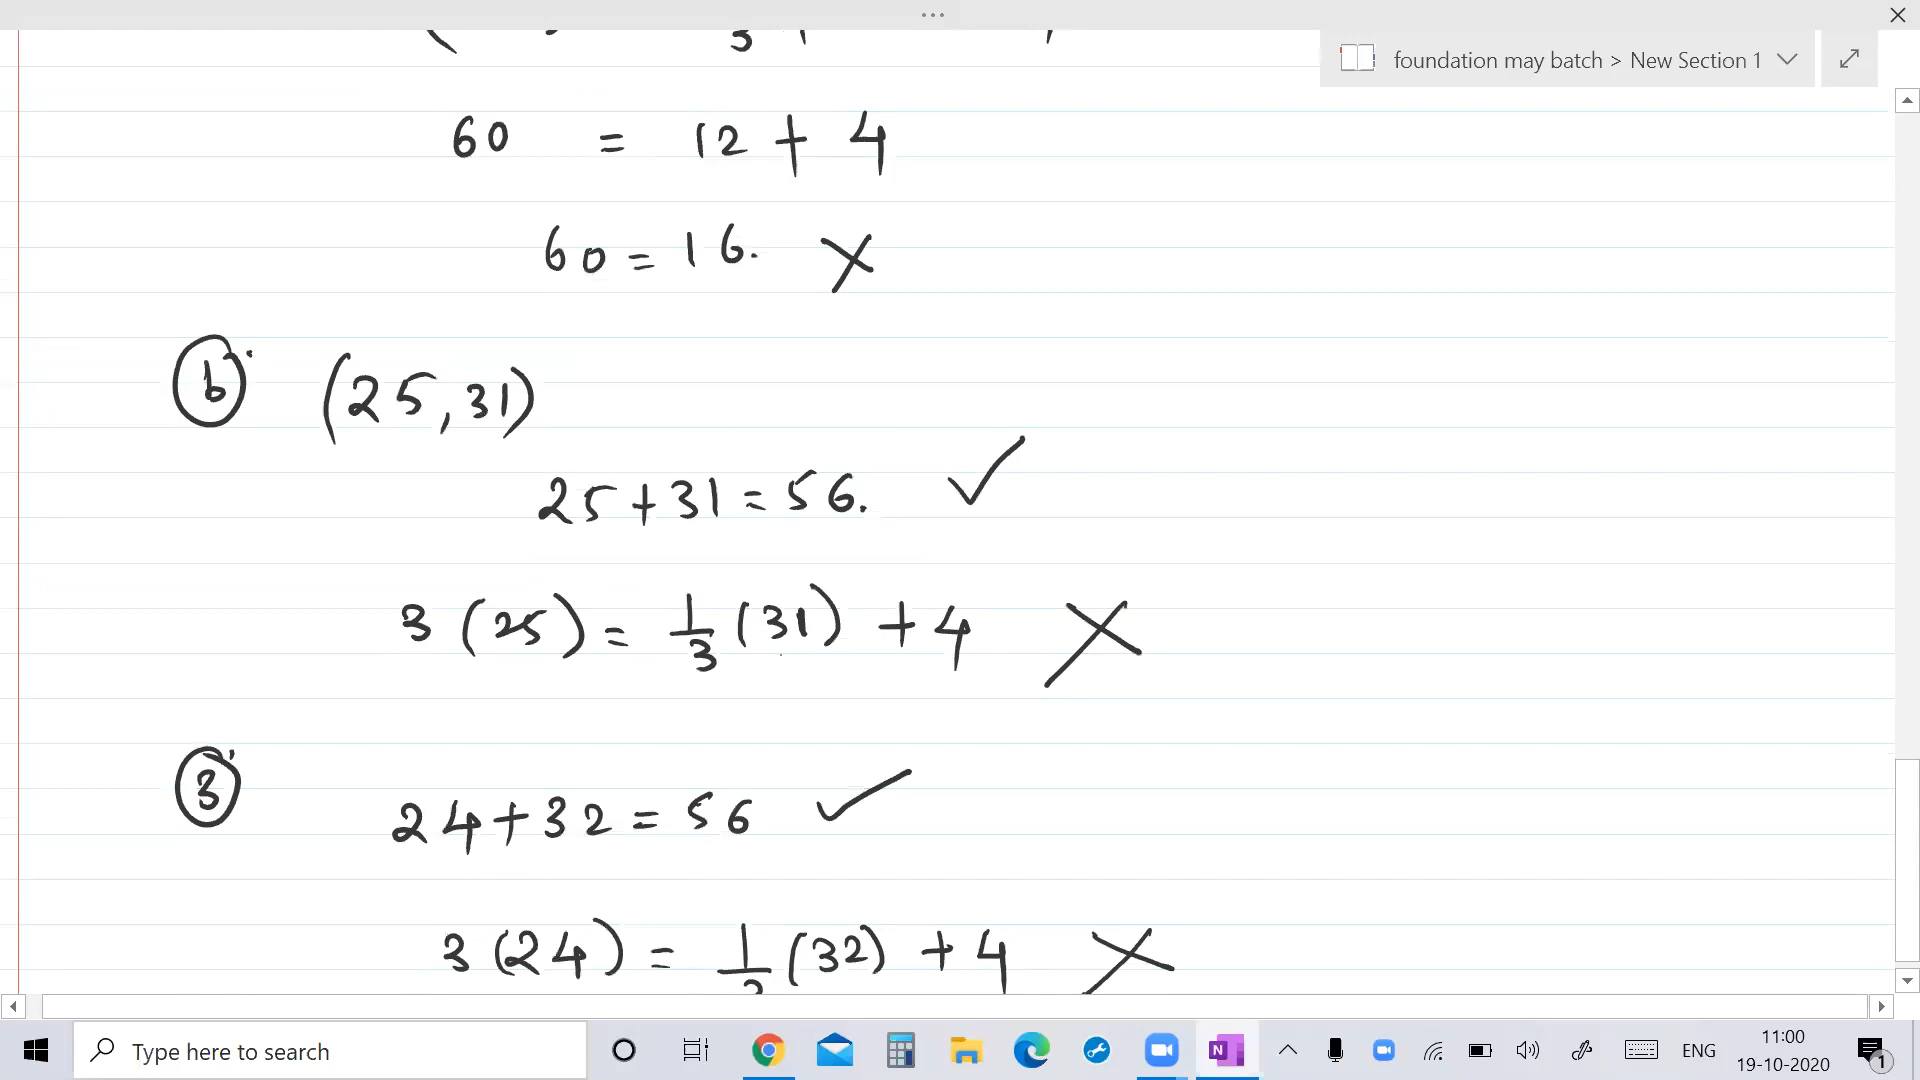 foundation may batch > New Section 1
60 = 12 + 4
60 = 16. X
b (25, 31)
25 + 31 = 56. ✓
3 (25) = 1/3 (31) + 4 X
3 24 + 32 = 56 ✓
3 (24) = 1/3 (32) + 4 X
Type here to search
ENG
11:00
19-10-2020
1